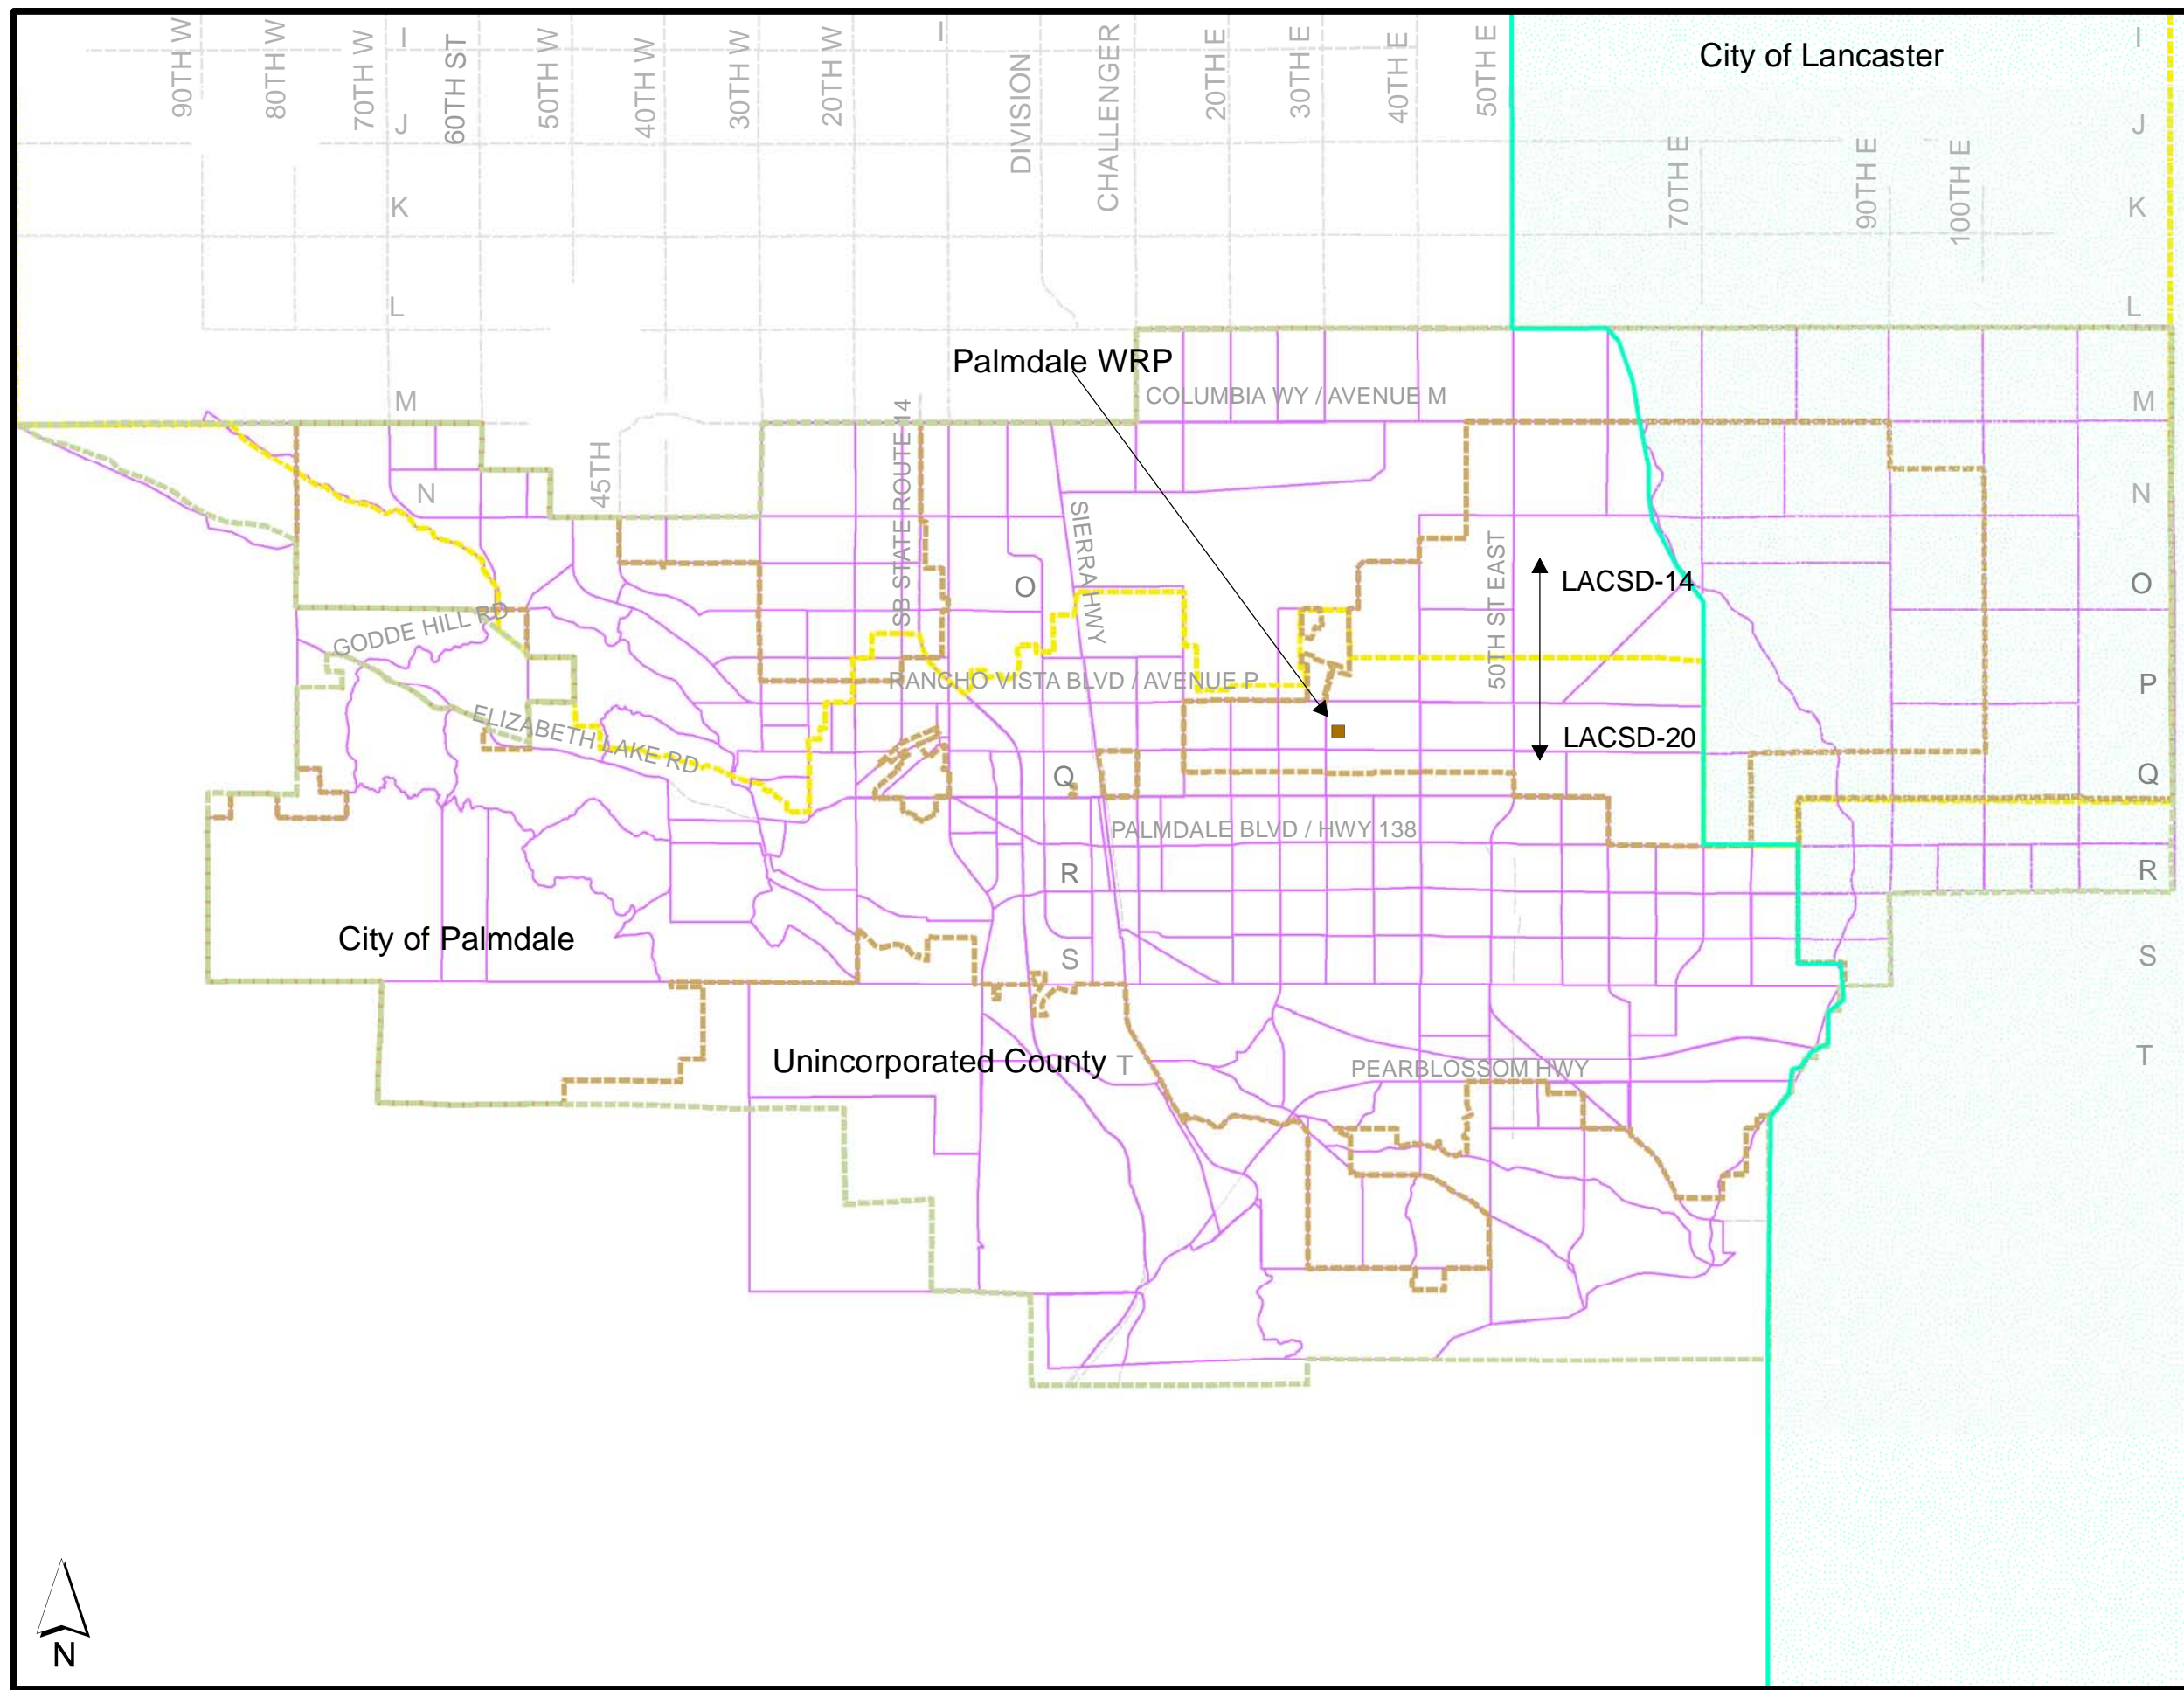 90TH W
80TH W
70TH W
I
60TH ST
50TH W
40TH W
30TH W
20TH W
I
DIVISION
CHALLENGER
20TH E
30TH E
40TH E
50TH E
City of Lancaster
I
J
J
70TH E
90TH E
100TH E
K
K
L
L
Palmdale WRP
COLUMBIA WY / AVENUE M
M
M
SB STATE ROUTE 14
45TH
N
N
SIERRA HWY
50TH ST EAST
O
LACSD-14
O
GODDE HILL RD
RANCHO VISTA BLVD / AVENUE P
P
ELIZABETH LAKE RD
LACSD-20
Q
Q
PALMDALE BLVD / HWY 138
R
R
City of Palmdale
S
S
Unincorporated County
T
PEARBLOSSOM HWY
T
N